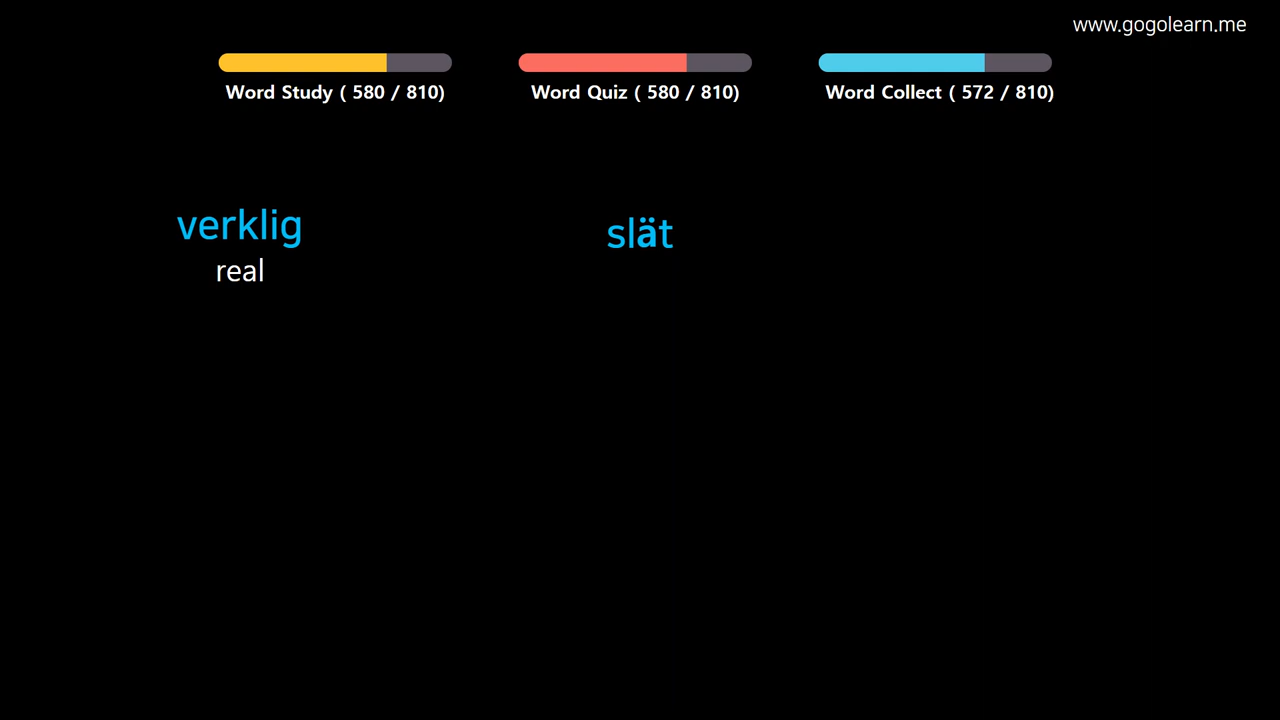 www.gogolearn.me
Word Study ( 580 / 810)
Word Quiz ( 580 / 810)
Word Collect ( 572 / 810)
verklig
real
slät